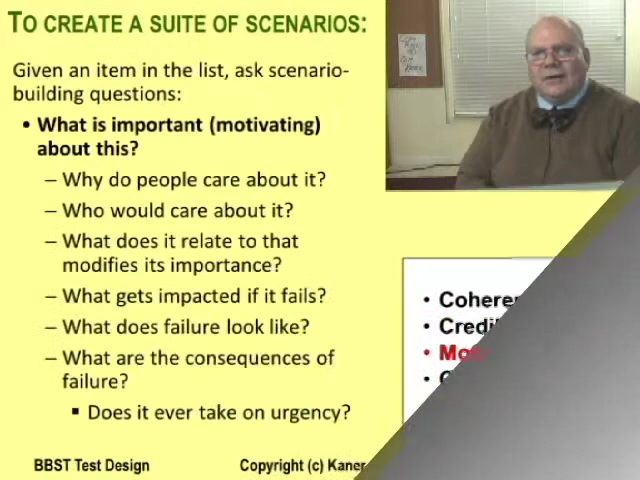 TO CREATE A SUITE OF SCENARIOS:
Given an item in the list, ask scenario-
building questions:
• What is important (motivating)
about this?
– Why do people care about it?
– Who would care about it?
– What does it relate to that
modifies its importance?
– What gets impacted if it fails?
– What does failure look like?
– What are the consequences of
failure?
▪ Does it ever take on urgency?
• Coheren
• Credi
• Mot
BBST Test Design
Copyright (c) Kaner